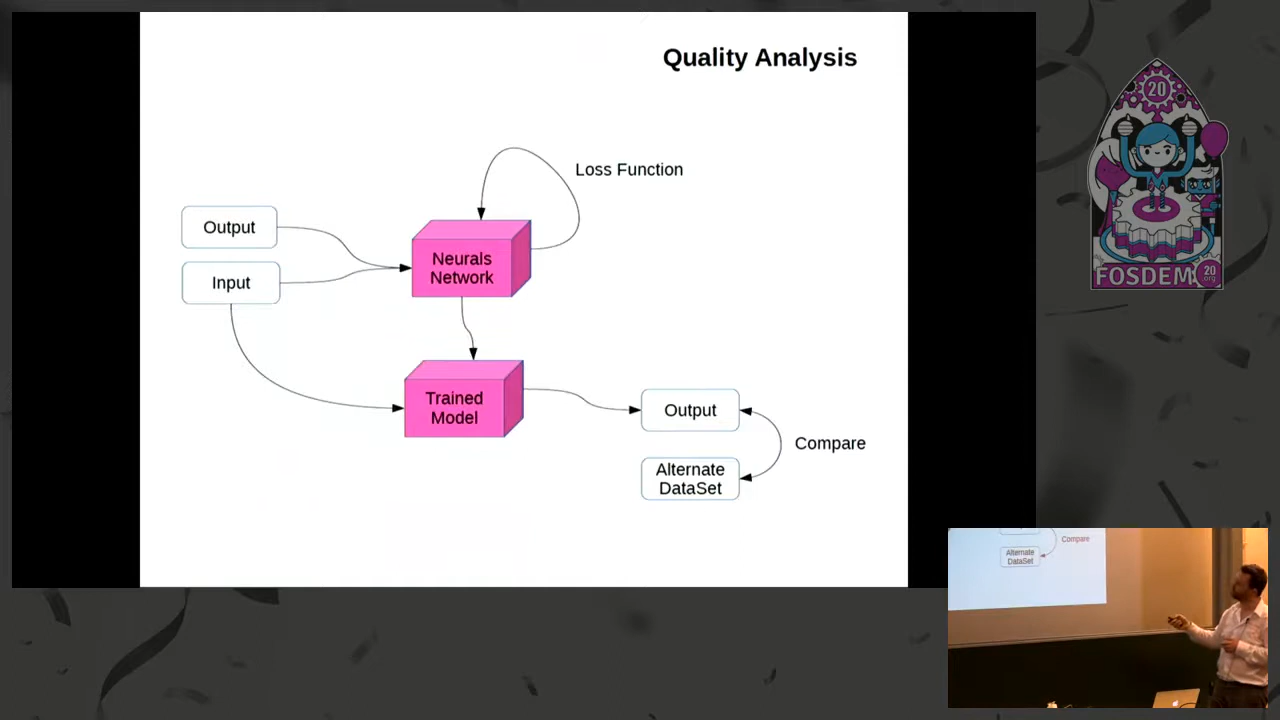 Quality Analysis
Loss Function
Output
Input
Neurals
Network
Trained
Model
Output
Compare
Alternate
DataSet
20
FOSDEM
20
.org
Compare
Alternate
DataSet